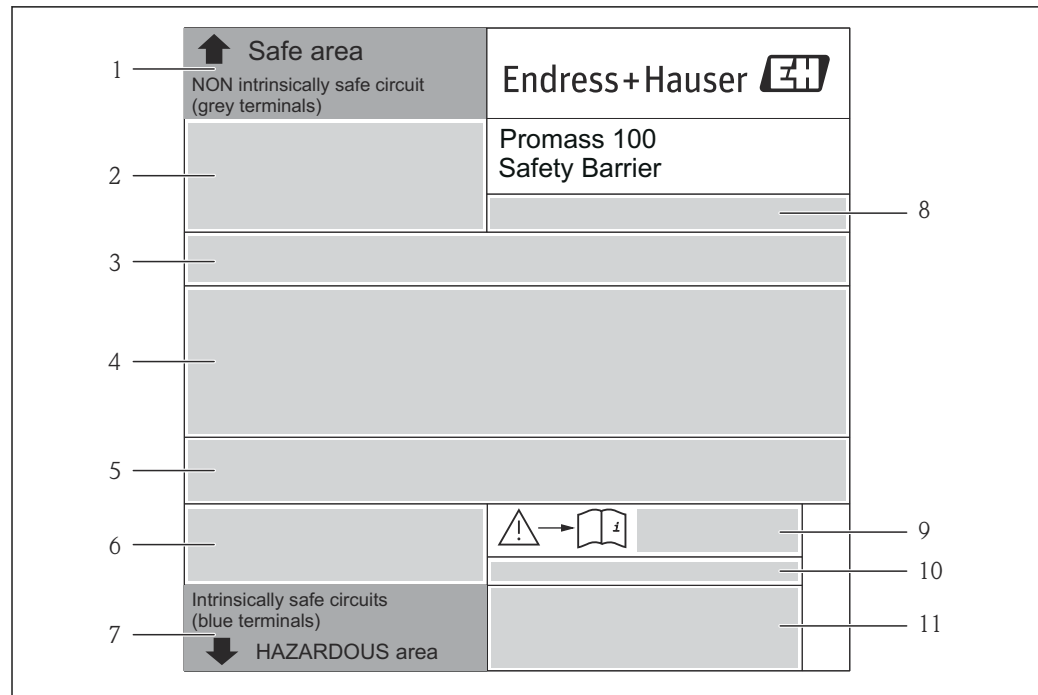 Safe area
NON intrinsically safe circuit
(grey terminals)
Endress+Hauser EH
Promass 100
Safety Barrier
1
2
3
4
5
6
7
8
9
10
11
i
Intrinsically safe circuits
(blue terminals)
HAZARDOUS area